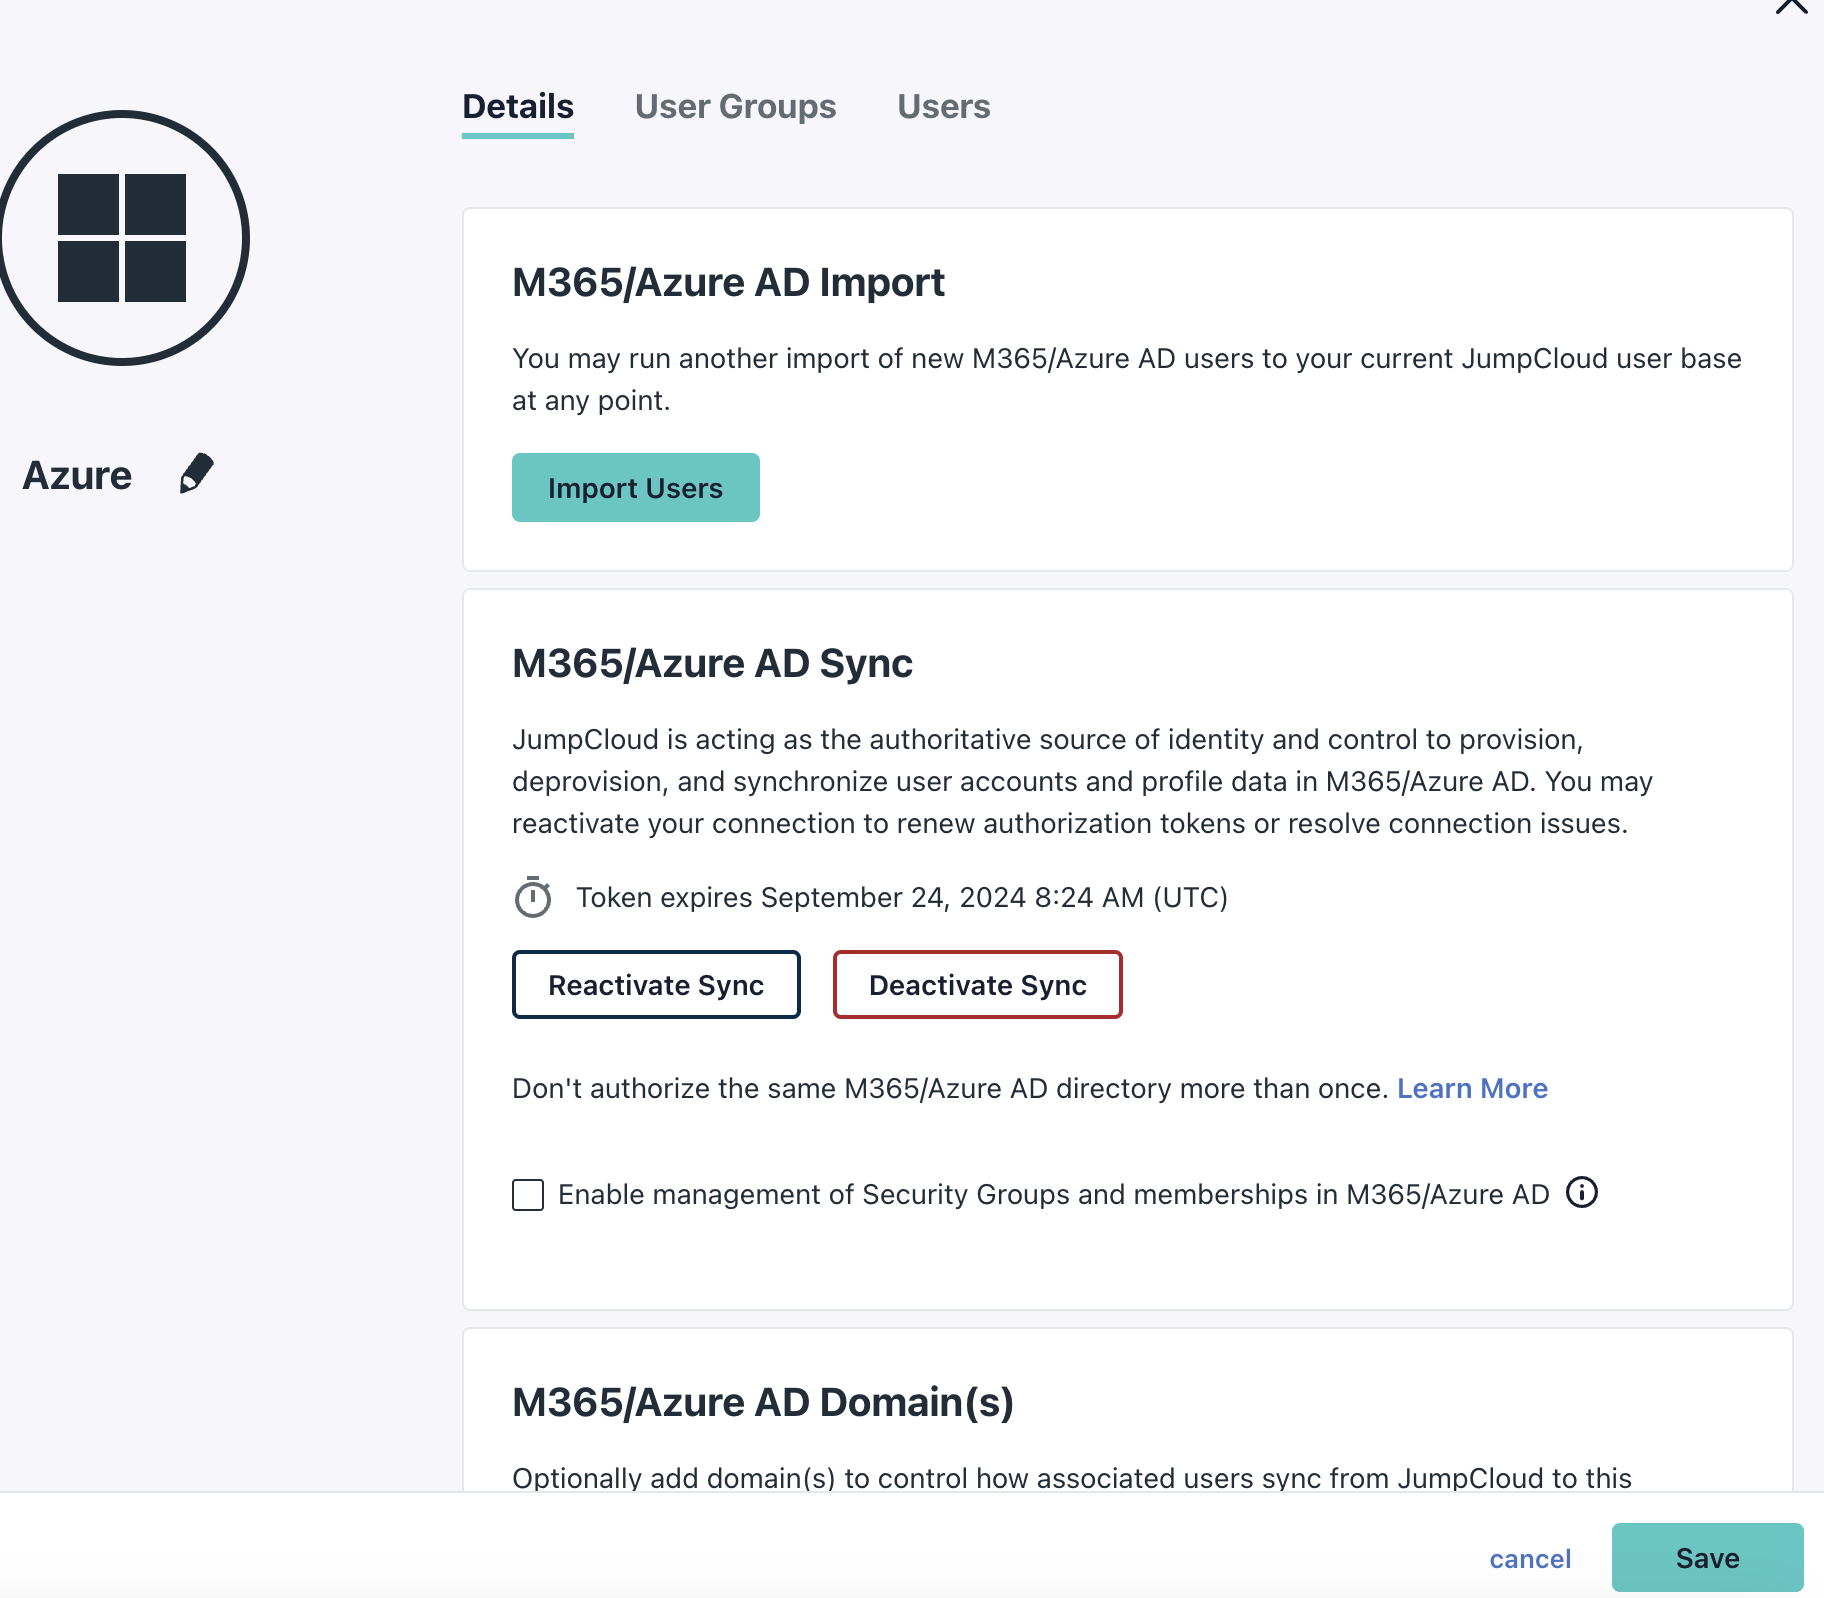 Details
User Groups
Users
Azure
M365/Azure AD Import
You may run another import of new M365/Azure AD users to your current JumpCloud user base
at any point.
Import Users
M365/Azure AD Sync
JumpCloud is acting as the authoritative source of identity and control to provision,
deprovision, and synchronize user accounts and profile data in M365/Azure AD. You may
reactivate your connection to renew authorization tokens or resolve connection issues.
Token expires September 24, 2024 8:24 AM (UTC)
Reactivate Sync
Deactivate Sync
Don't authorize the same M365/Azure AD directory more than once. Learn More
Enable management of Security Groups and memberships in M365/Azure AD
M365/Azure AD Domain(s)
Optionally add domain(s) to control how associated users sync from JumpCloud to this
cancel
Save